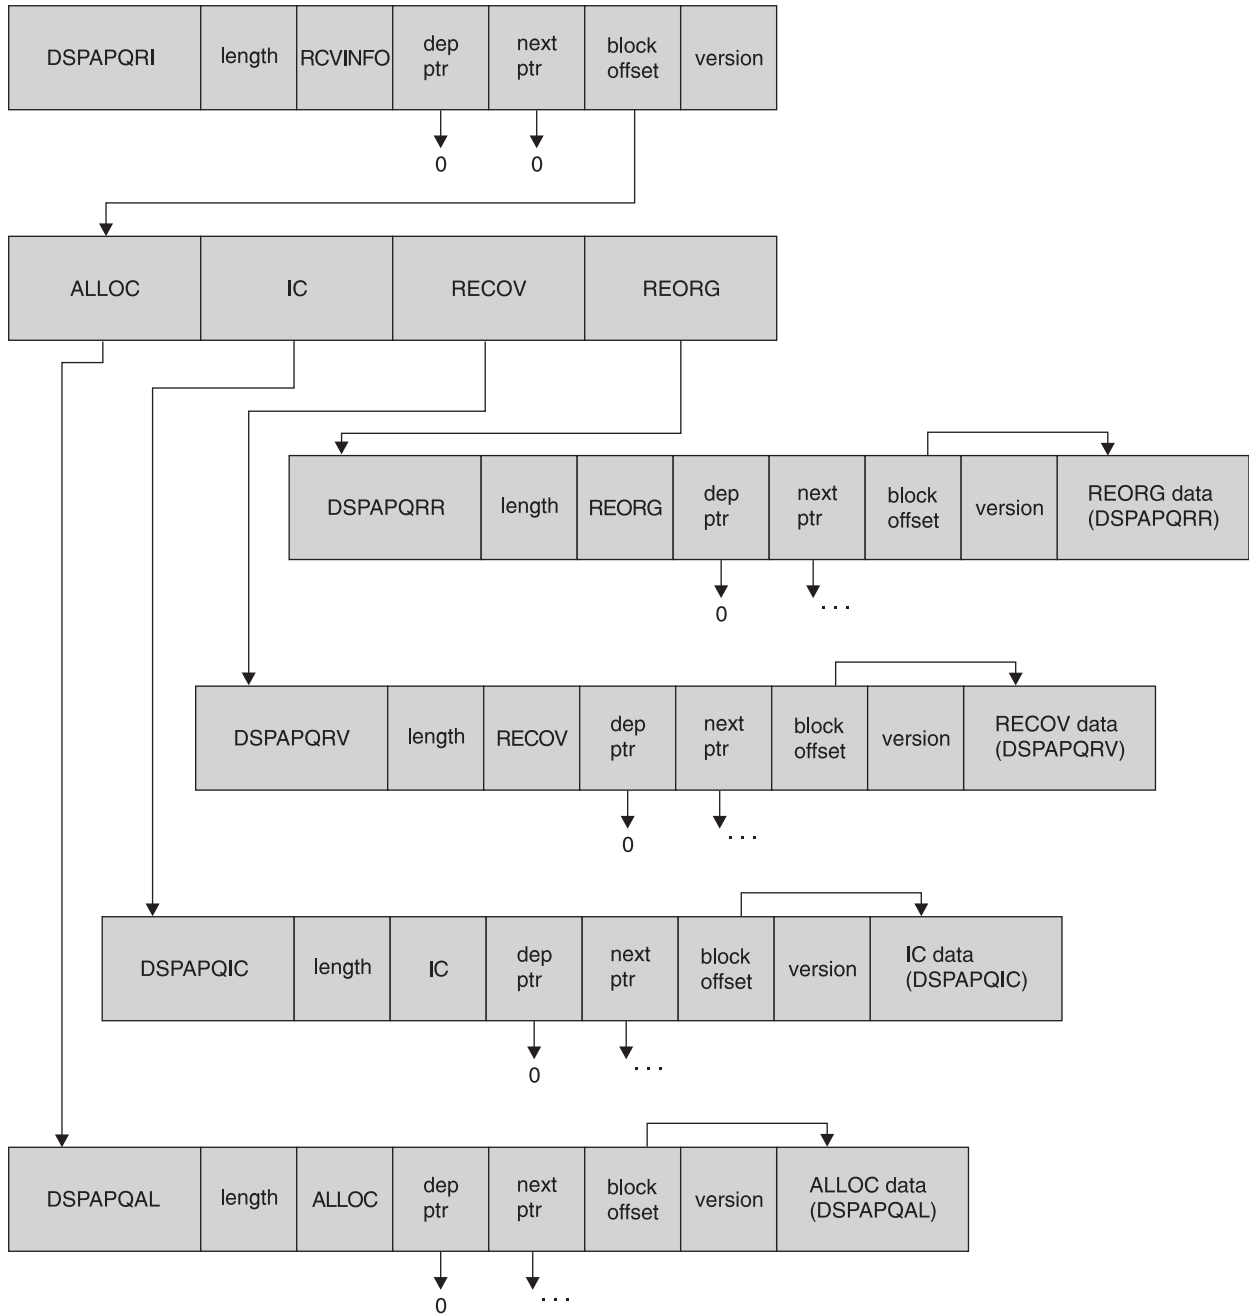 DSPAPQRI length RCVINFO dep ptr next ptr block offset version
0 0
ALLOC IC RECOV REORG
DSPAPQRR length REORG dep ptr next ptr block offset version REORG data (DSPAPQRR)
0 . . .
DSPAPQRV length RECOV dep ptr next ptr block offset version RECOV data (DSPAPQRV)
0 . . .
DSPAPQIC length IC dep ptr next ptr block offset version IC data (DSPAPQIC)
0 . . .
DSPAPQAL length ALLOC dep ptr next ptr block offset version ALLOC data (DSPAPQAL)
0 . . .